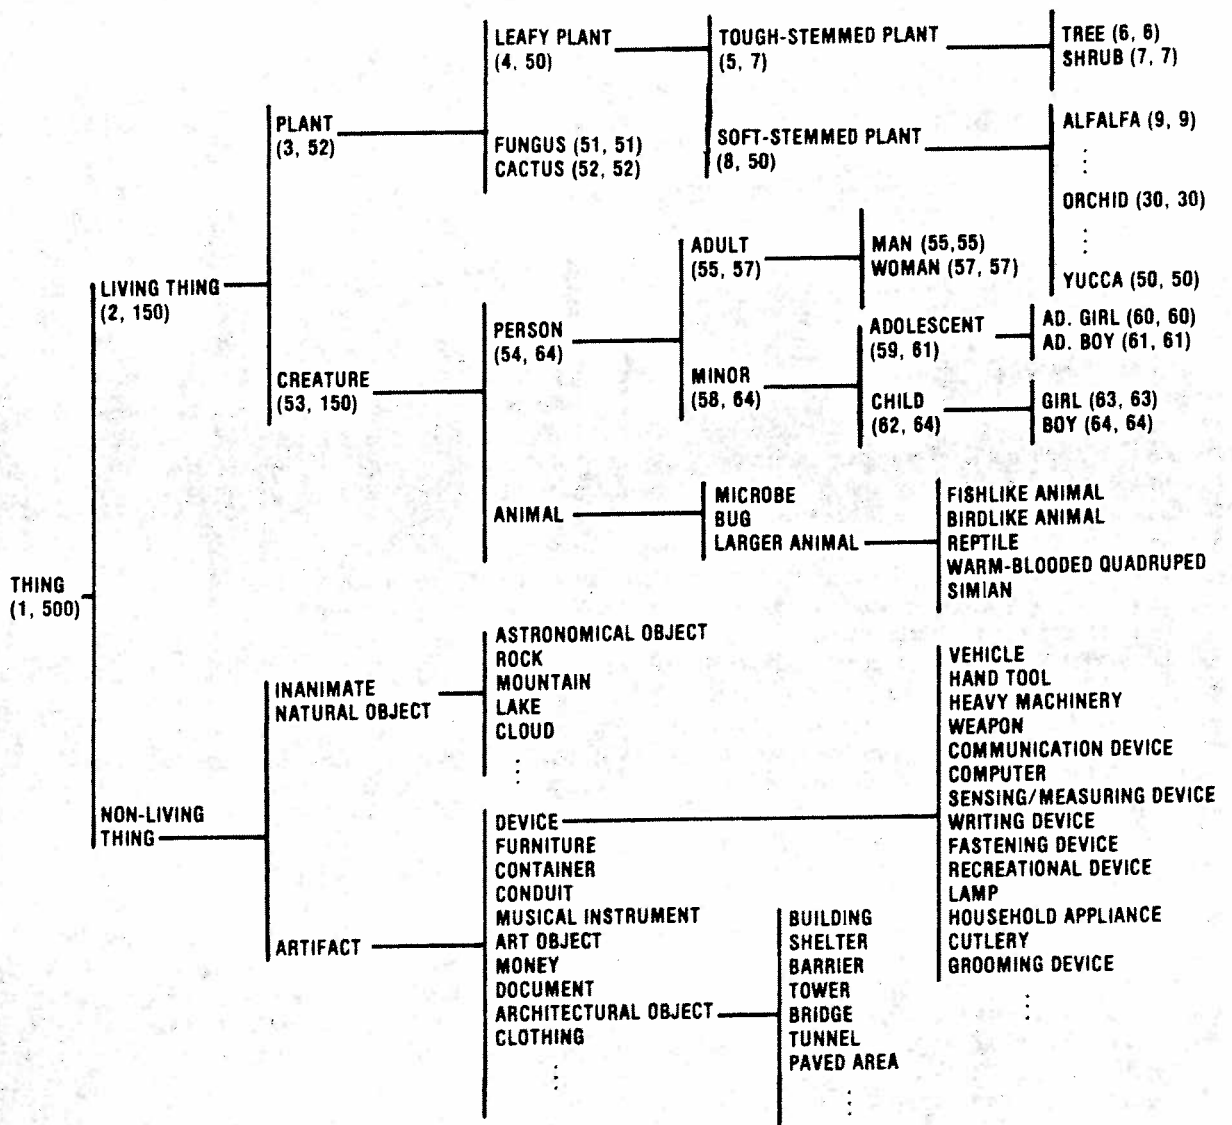 THING
(1, 500)
LIVING THING
(2, 150)
NON-LIVING
THING
PLANT
(3, 52)
CREATURE
(53, 150)
INANIMATE
NATURAL OBJECT
ARTIFACT
LEAFY PLANT
(4, 50)
FUNGUS (51, 51)
CACTUS (52, 52)
PERSON
(54, 64)
ANIMAL
ASTRONOMICAL OBJECT
ROCK
MOUNTAIN
LAKE
CLOUD
⋮
DEVICE
FURNITURE
CONTAINER
CONDUIT
MUSICAL INSTRUMENT
ART OBJECT
MONEY
DOCUMENT
ARCHITECTURAL OBJECT
CLOTHING
⋮
TOUGH-STEMMED PLANT
(5, 7)
SOFT-STEMMED PLANT
(8, 50)
ADULT
(55, 57)
MINOR
(58, 64)
MICROBE
BUG
LARGER ANIMAL
BUILDING
SHELTER
BARRIER
TOWER
BRIDGE
TUNNEL
PAVED AREA
⋮
MAN (55,55)
WOMAN (57, 57)
ADOLESCENT
(59, 61)
CHILD
(62, 64)
TREE (6, 6)
SHRUB (7, 7)
ALFALFA (9, 9)
⋮
ORCHID (30, 30)
⋮
YUCCA (50, 50)
AD. GIRL (60, 60)
AD. BOY (61, 61)
GIRL (63, 63)
BOY (64, 64)
FISHLIKE ANIMAL
BIRDLIKE ANIMAL
REPTILE
WARM-BLOODED QUADRUPED
SIMIAN
VEHICLE
HAND TOOL
HEAVY MACHINERY
WEAPON
COMMUNICATION DEVICE
COMPUTER
SENSING/MEASURING DEVICE
WRITING DEVICE
FASTENING DEVICE
RECREATIONAL DEVICE
LAMP
HOUSEHOLD APPLIANCE
CUTLERY
GROOMING DEVICE
⋮